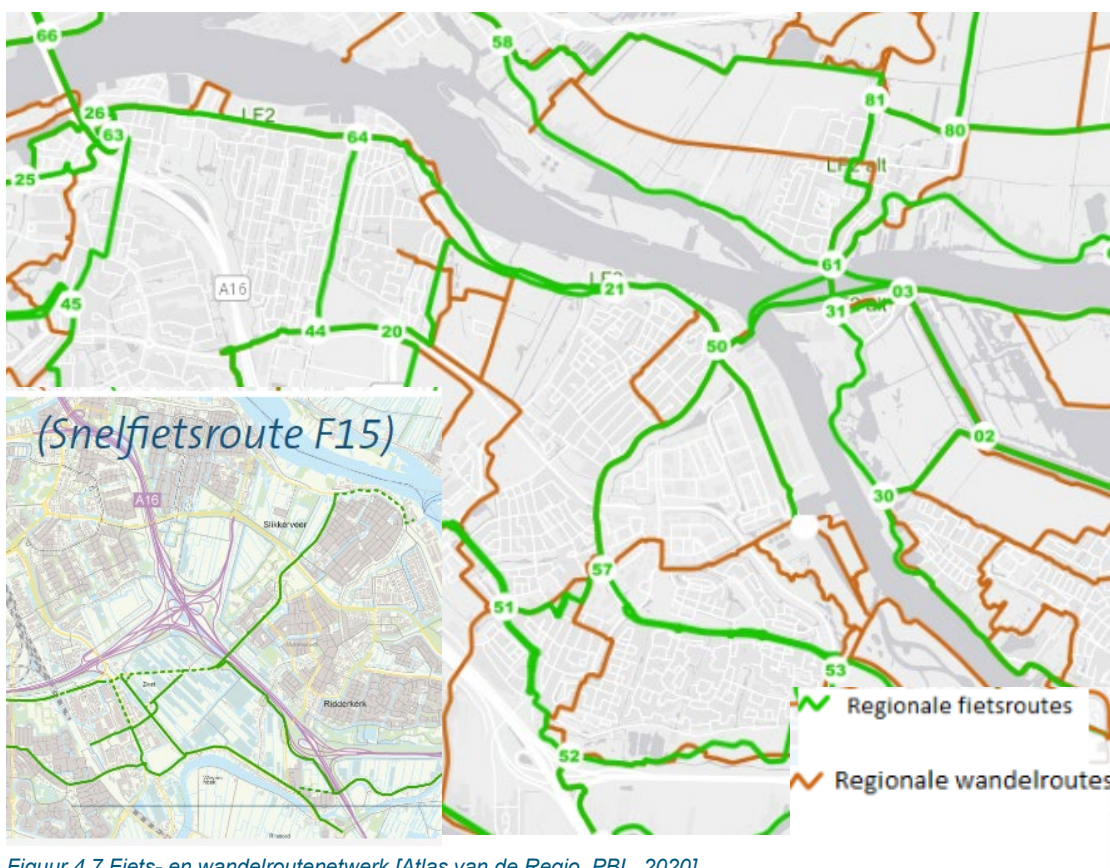 66
58
26
63
LF2
64
81
80
25
LF2 alt
A16
61
45
21
03
31
44
20
50
02
(Snelfietsroute F15)
A16
Slikkerveer
30
57
51
53
Ridderkerk
52
Regionale fietsroutes
Regionale wandelroutes
Figuur 4.7 Fiets- en wandelroutenetwerk [Atlas van de Regio, PBL, 2020]